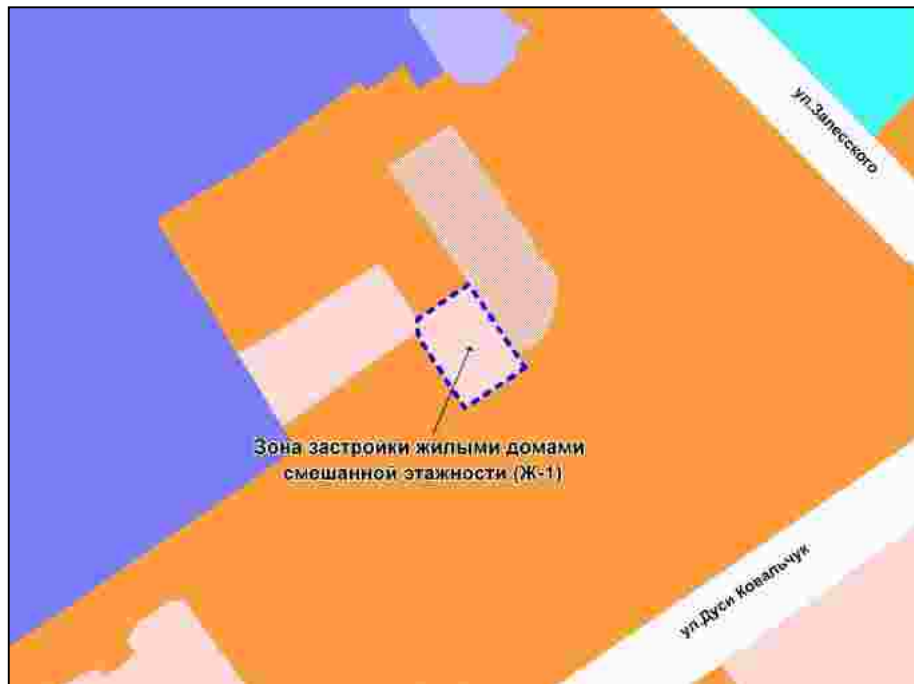 ул.Залесского
Зона застройки жилыми домами
смешанной этажности (Ж-1)
ул.Дуси Ковальчук